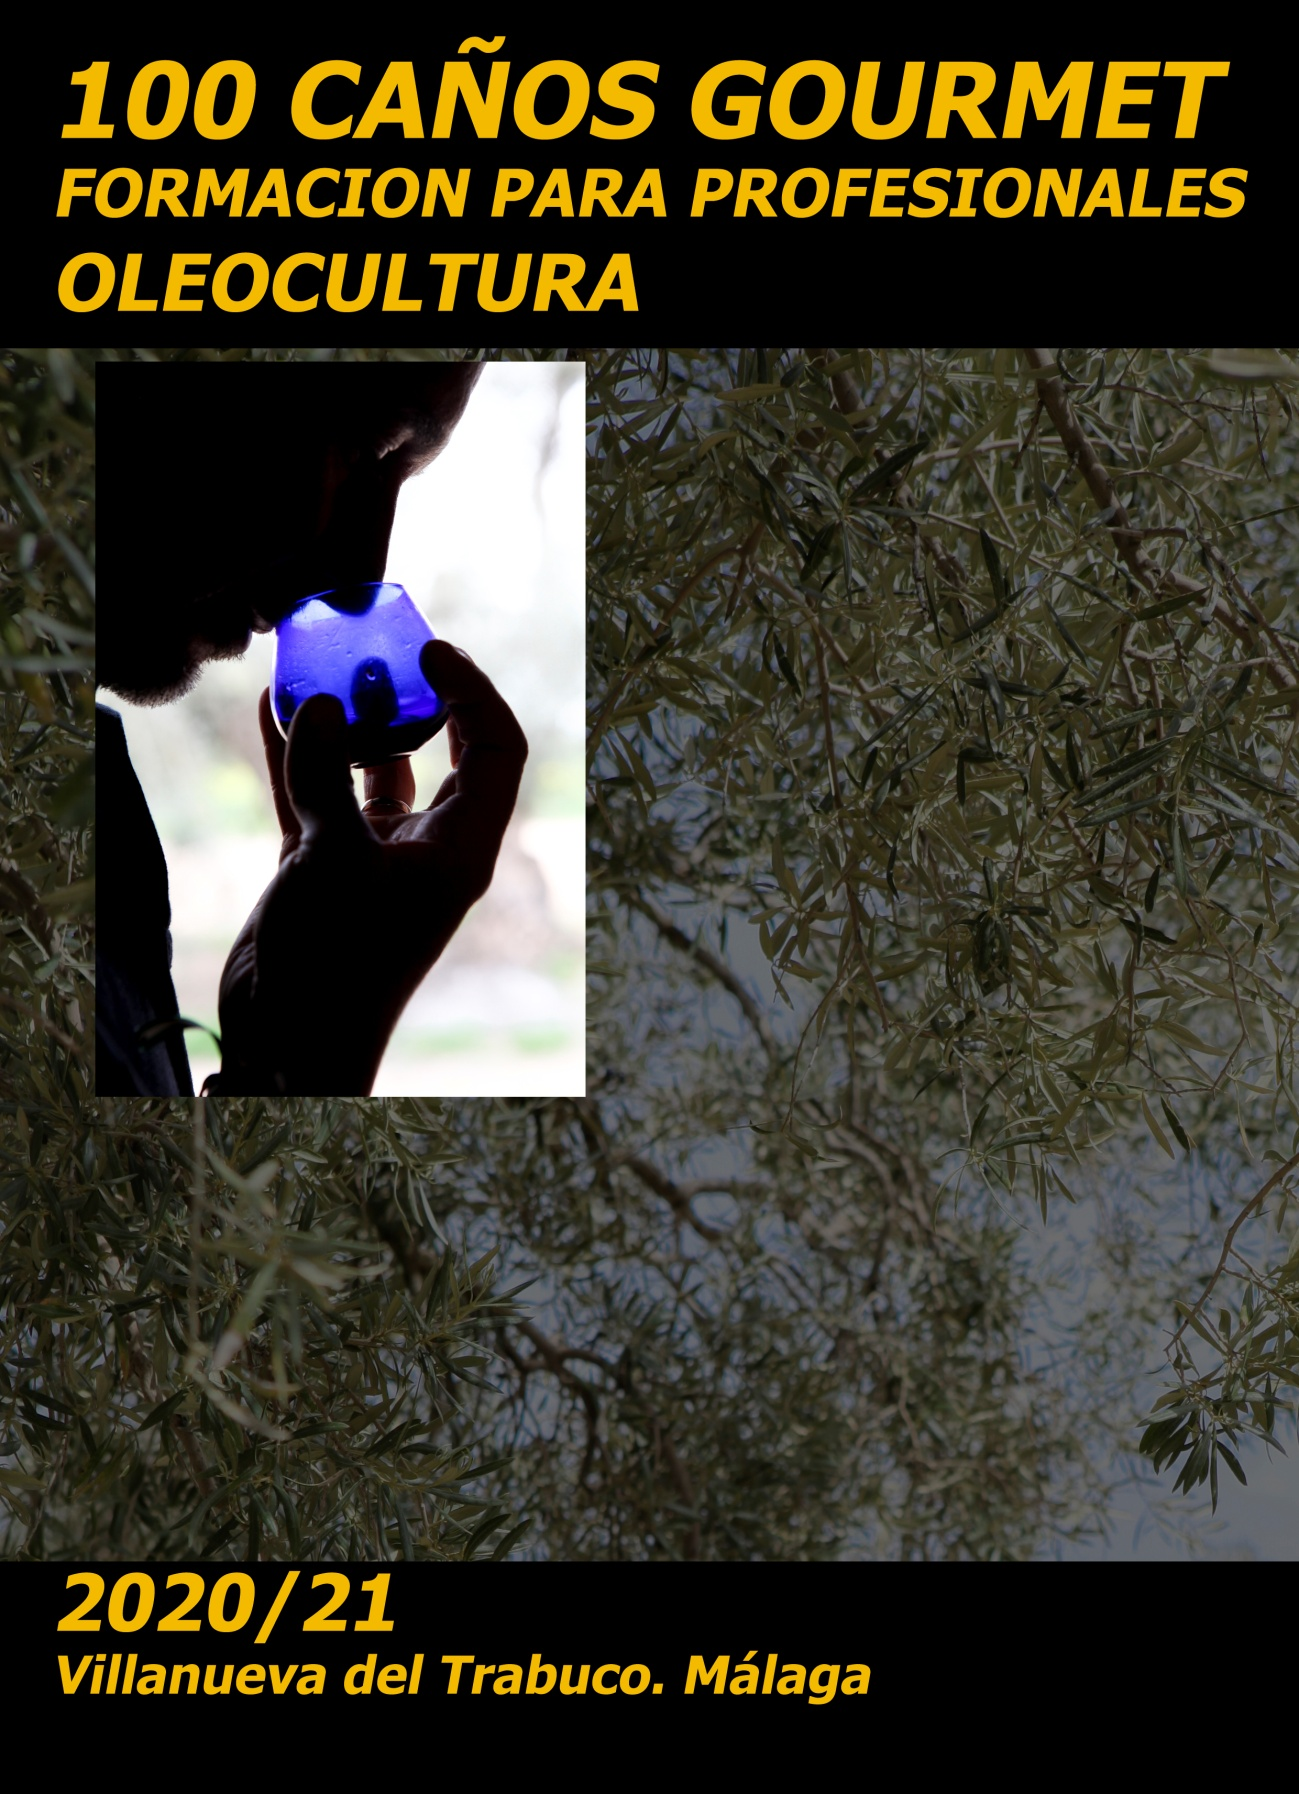 100 CAÑOS GOURMET
FORMACION PARA PROFESIONALES
OLEOCULTURA
2020/21
Villanueva del Trabuco. Málaga